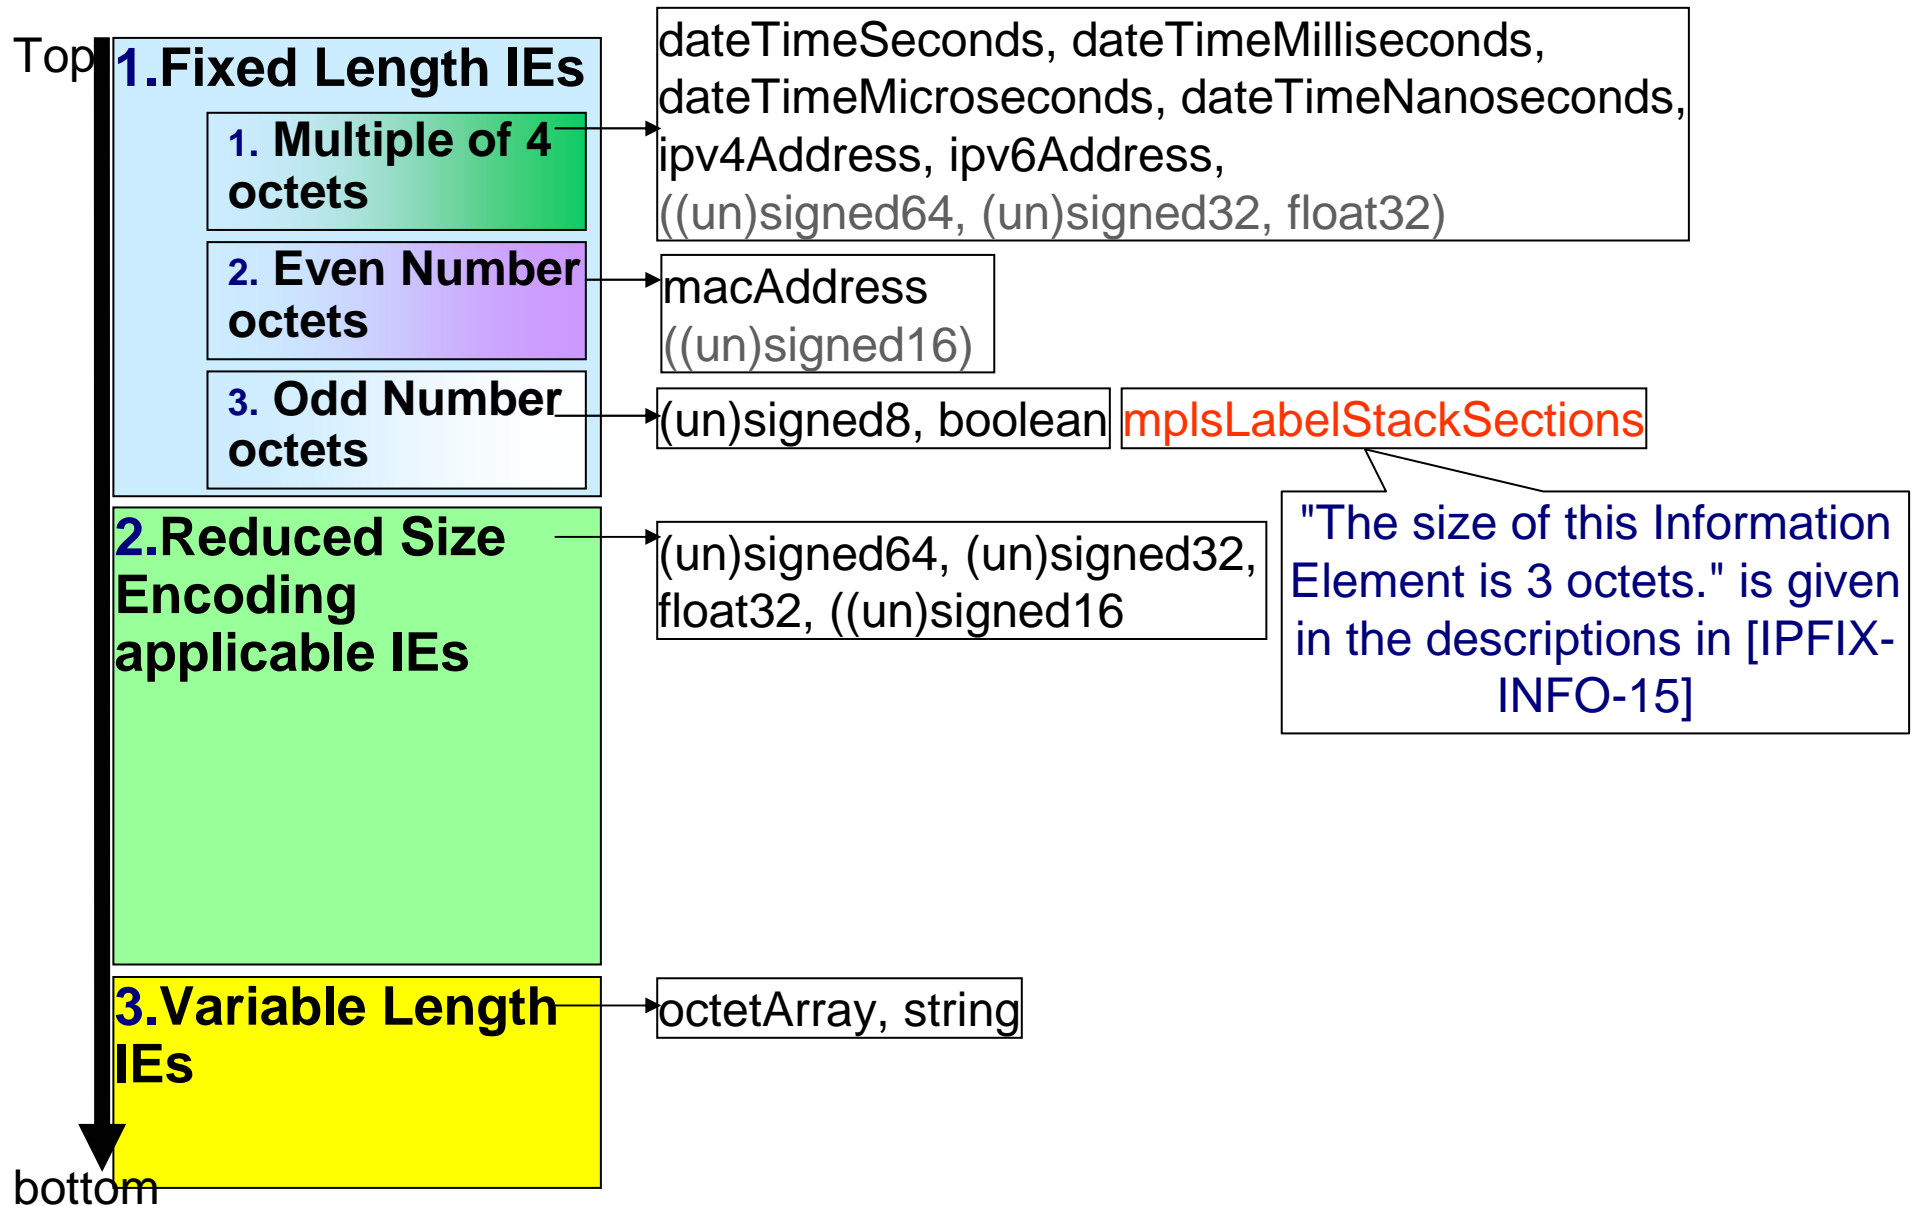 Top
1.Fixed Length IEs
1. Multiple of 4
octets
dateTimeSeconds, dateTimeMilliseconds,
dateTimeMicroseconds, dateTimeNanoseconds,
ipv4Address, ipv6Address,
((un)signed64, (un)signed32, float32)
2. Even Number
octets
macAddress
((un)signed16)
3. Odd Number
octets
(un)signed8, boolean
mplsLabelStackSections
"The size of this Information
Element is 3 octets." is given
in the descriptions in [IPFIX-
INFO-15]
2.Reduced Size
Encoding
applicable IEs
(un)signed64, (un)signed32,
float32, ((un)signed16
3.Variable Length
IEs
octetArray, string
bottom